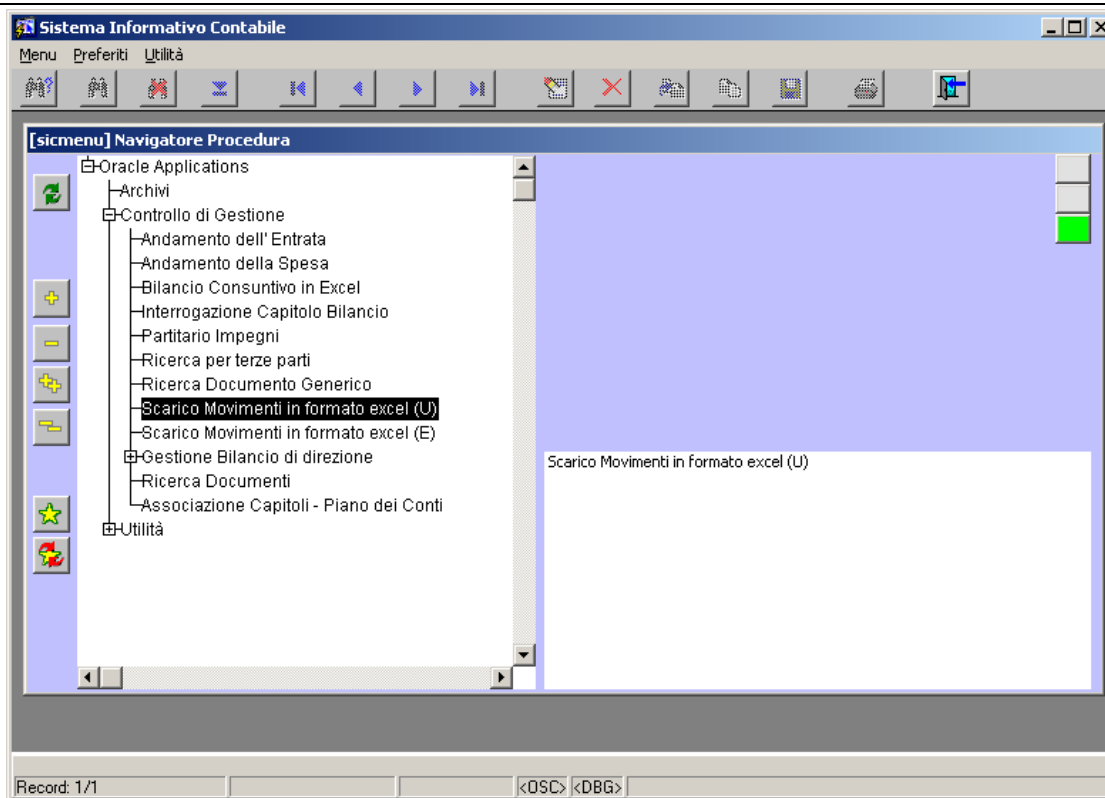 Sistema Informativo Contabile
Menu Preferiti Utilità
[sicmenu] Navigatore Procedura
Oracle Applications
Archivi
Controllo di Gestione
Andamento dell' Entrata
Andamento della Spesa
Bilancio Consuntivo in Excel
Interrogazione Capitolo Bilancio
Partitario Impegni
Ricerca per terze parti
Ricerca Documento Generico
Scarico Movimenti in formato excel (U)
Scarico Movimenti in formato excel (E)
Gestione Bilancio di direzione
Ricerca Documenti
Associazione Capitoli - Piano dei Conti
Utilità
Scarico Movimenti in formato excel (U)
Record: 1/1 <OSC> <DBG>